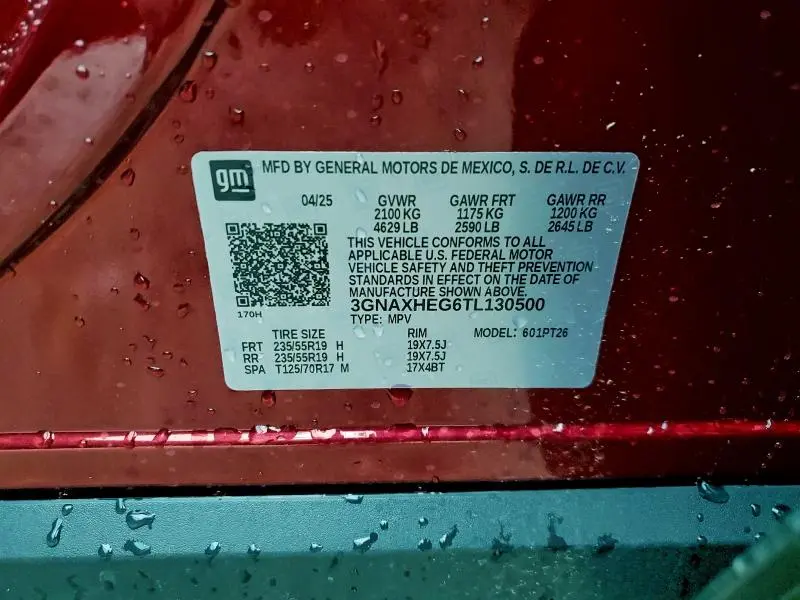 gm MFD BY GENERAL MOTORS DE MEXICO, S. DE R.L. DE C.V.
04/25 GVWR GAWR FRT GAWR RR
2100 KG 1175 KG 1200 KG
4629 LB 2590 LB 2645 LB
THIS VEHICLE CONFORMS TO ALL
APPLICABLE U.S. FEDERAL MOTOR
VEHICLE SAFETY AND THEFT PREVENTION
STANDARDS IN EFFECT ON THE DATE OF
MANUFACTURE SHOWN ABOVE.
3GNAXHEG6TL130500
170H
TYPE: MPV
TIRE SIZE RIM MODEL: 601PT26
FRT 235/55R19 H 19X7.5J
RR 235/55R19 H 19X7.5J
SPA T125/70R17 M 17X4BT